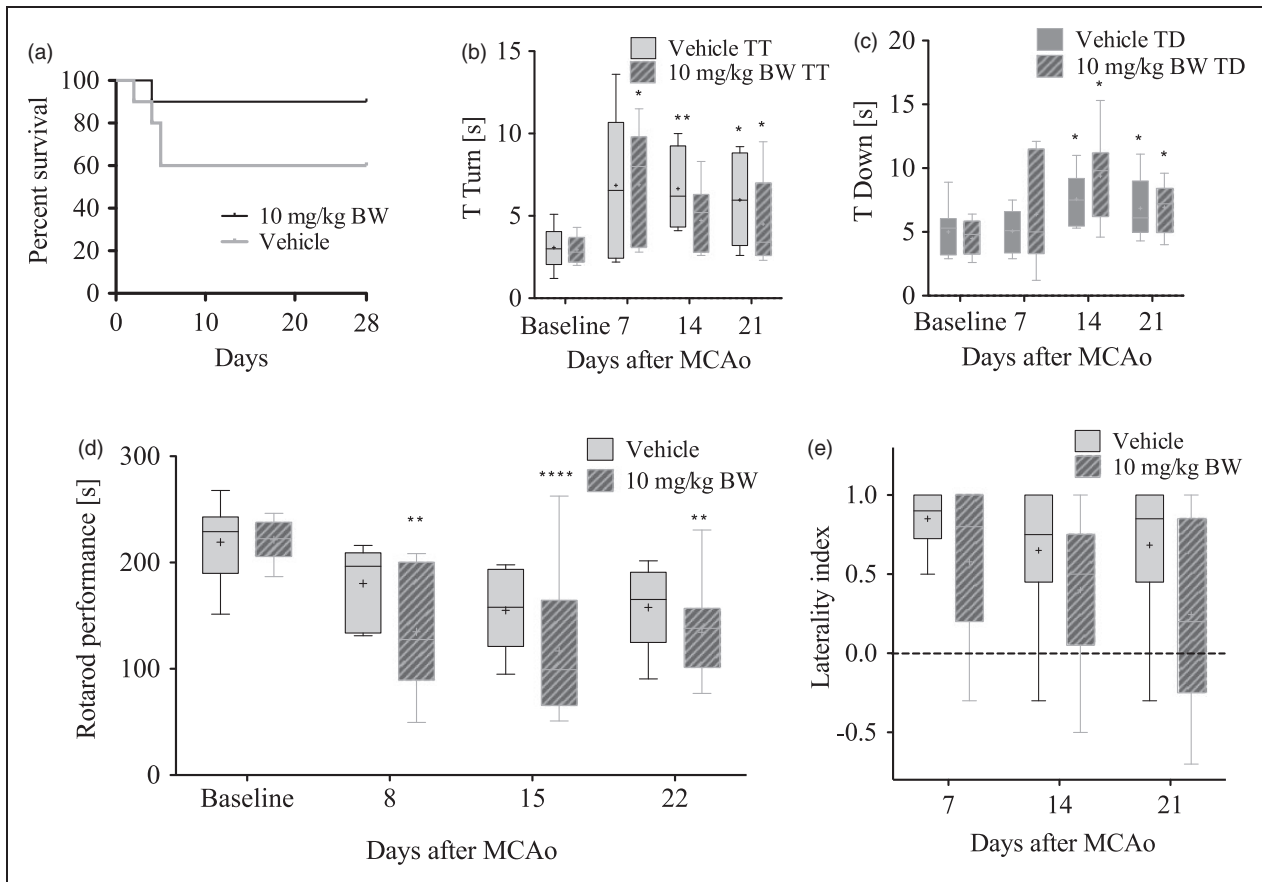 (a)
100
80
60
40
20
0
Percent survival
10 mg/kg BW
Vehicle
0 10 20 28
Days
(b)
15
10
5
0
T Turn [s]
Vehicle TT
10 mg/kg BW TT
* ** * *
Baseline 7 14 21
Days after MCAo
(c)
20
15
10
5
0
T Down [s]
Vehicle TD
10 mg/kg BW TD
* * * *
Baseline 7 14 21
Days after MCAo
(d)
300
200
100
0
Rotarod performance [s]
Vehicle
10 mg/kg BW
** **** **
Baseline 8 15 22
Days after MCAo
(e)
1.0
0.5
0.0
-0.5
Laterality index
Vehicle
10 mg/kg BW
7 14 21
Days after MCAo